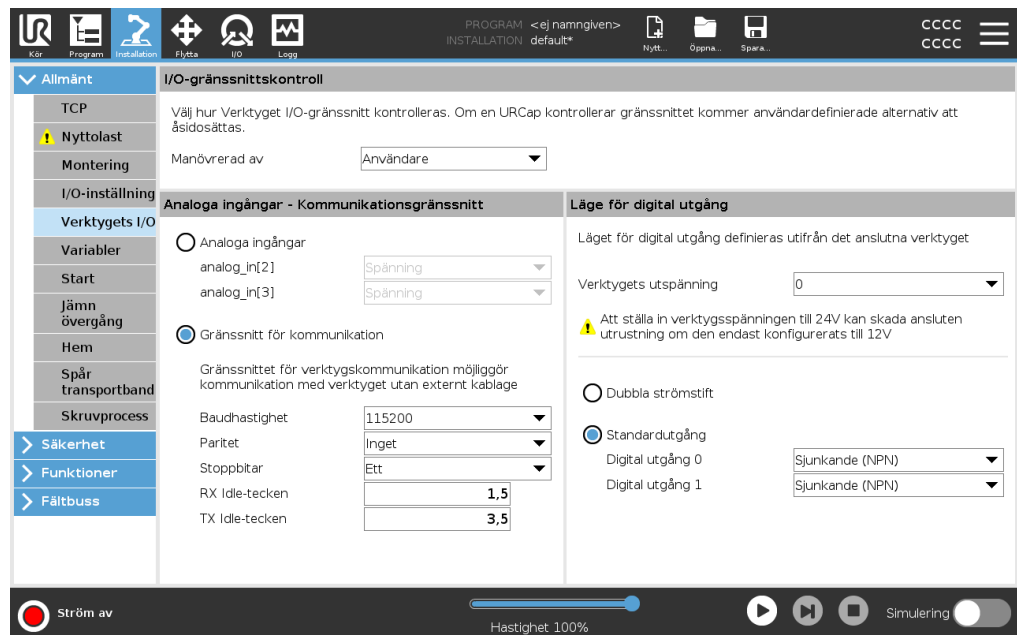 UR
PROGRAM <ej namngiven>
INSTALLATION default*
CCCC
CCCC
Kör Program Installation Flytta I/O Logg Nytt... Öppna... Spara...
Allmänt
TCP
Nyttolast
Montering
I/O-inställning
Verktygets I/O
Variabler
Start
Jämn
övergång
Hem
Spår
transportband
Skruvprocess
Säkerhet
Funktioner
Fältbuss
I/O-gränssnittskontroll
Välj hur Verktyget I/O-gränssnitt kontrolleras. Om en URCap kontrollerar gränssnittet kommer användardefinierade alternativ att
åsidosättas.
Manövrerad av Användare
Analoga ingångar - Kommunikationsgränssnitt
Analoga ingångar
analog_in[2] Spänning
analog_in[3] Spänning
Gränssnitt för kommunikation
Gränssnittet för verktygskommunikation möjliggör
kommunikation med verktyget utan externt kablage
Baudhastighet 115200
Paritet Inget
Stoppbitar Ett
RX Idle-tecken 1,5
TX Idle-tecken 3,5
Läge för digital utgång
Läget för digital utgång definieras utifrån det anslutna verktyget
Verktygets utspänning 0
Att ställa in verktygsspänningen till 24V kan skada ansluten
utrustning om den endast konfigurerats till 12V
Dubbla strömstift
Standardutgång
Digital utgång 0 Sjunkande (NPN)
Digital utgång 1 Sjunkande (NPN)
Ström av
Hastighet 100%
Simulering